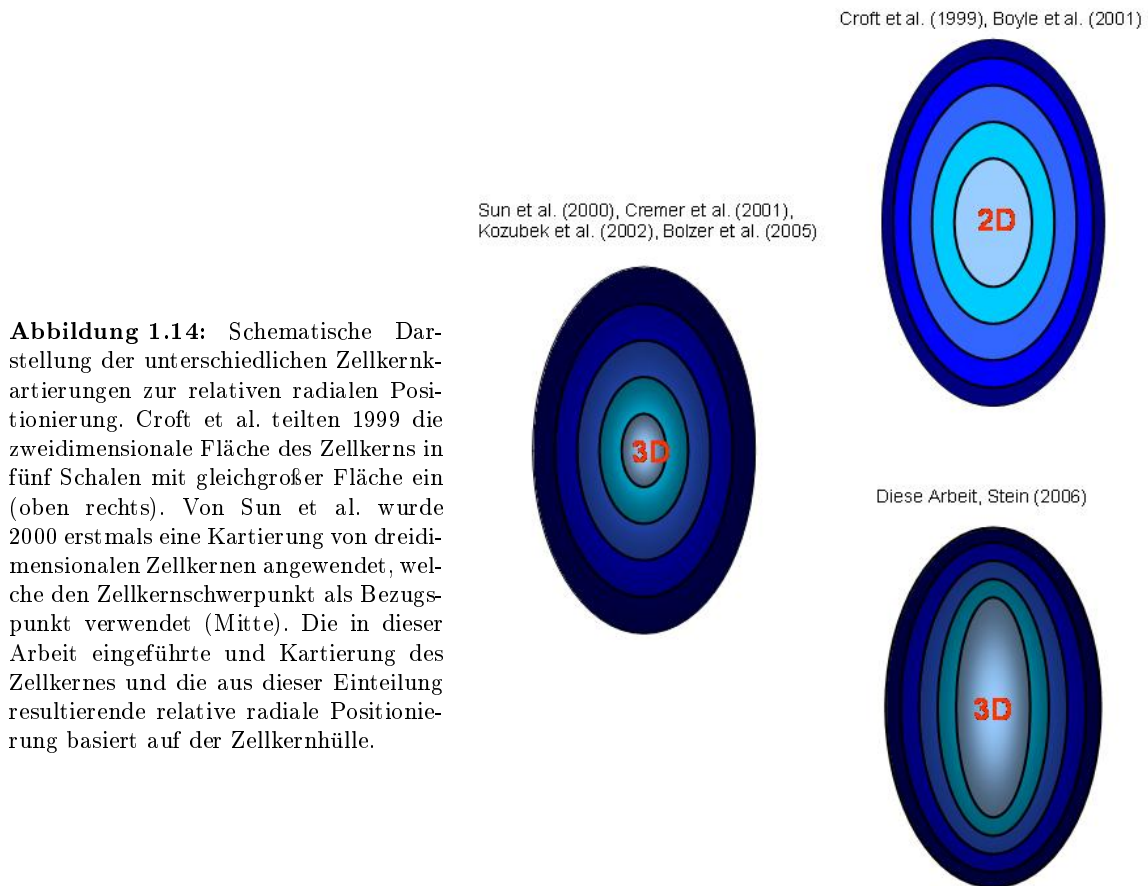 Croft et al. (1999), Boyle et al. (2001)
2D
Sun et al. (2000), Cremer et al. (2001),
Kozubek et al. (2002), Bolzer et al. (2005)
3D
Abbildung 1.14: Schematische Dar-
stellung der unterschiedlichen Zellkernk-
artierungen zur relativen radialen Posi-
tionierung. Croft et al. teilten 1999 die
zweidimensionale Fläche des Zellkerns in
fünf Schalen mit gleichgroßer Fläche ein
(oben rechts). Von Sun et al. wurde
2000 erstmals eine Kartierung von dreidi-
mensionalen Zellkernen angewendet, wel-
che den Zellkernschwerpunkt als Bezugs-
punkt verwendet (Mitte). Die in dieser
Arbeit eingeführte und Kartierung des
Zellkernes und die aus dieser Einteilung
resultierende relative radiale Positionie-
rung basiert auf der Zellkernhülle.
Diese Arbeit, Stein (2006)
3D